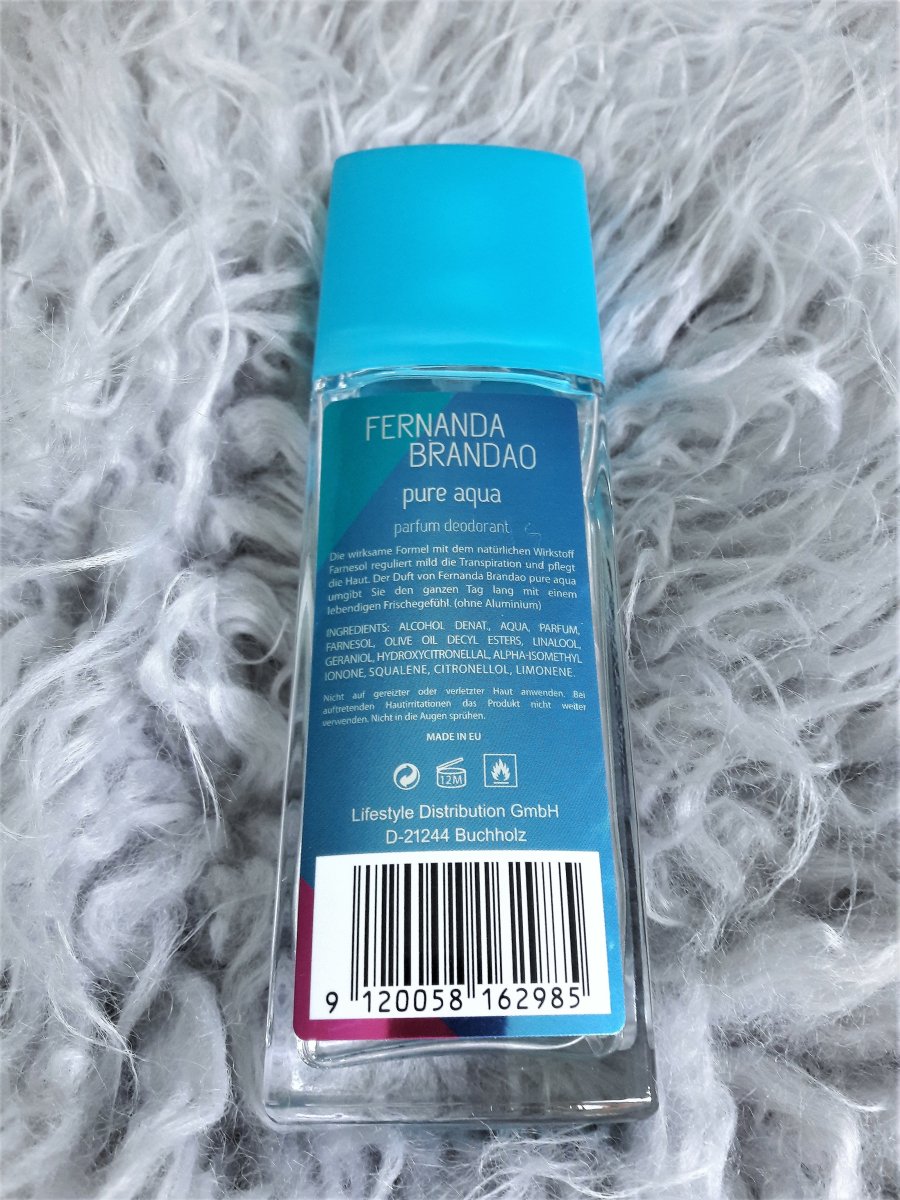 FERNANDA
BRANDAO
pure aqua
parfum deodorant
Die wirksame Formel mit dem natürlichen Wirkstoff
Farnesol reguliert mild die Transpiration und pflegt
die Haut. Der Duft von Fernanda Brandao pure aqua
umgibt Sie den ganzen Tag lang mit einem
lebendigen Frischegefühl. (ohne Aluminium)
INGREDIENTS: ALCOHOL DENAT., AQUA, PARFUM,
FARNESOL, OLIVE OIL DECYL ESTERS, LINALOOL,
GERANIOL, HYDROXYCITRONELLAL, ALPHA-ISOMETHYL
IONONE, SQUALENE, CITRONELLOL, LIMONENE.
Nicht auf gereizter oder verletzter Haut anwenden. Bei
auftretenden Hautirritationen das Produkt nicht weiter
verwenden. Nicht in die Augen sprühen.
MADE IN EU
12M
Lifestyle Distribution GmbH
D-21244 Buchholz
9 120058 162985